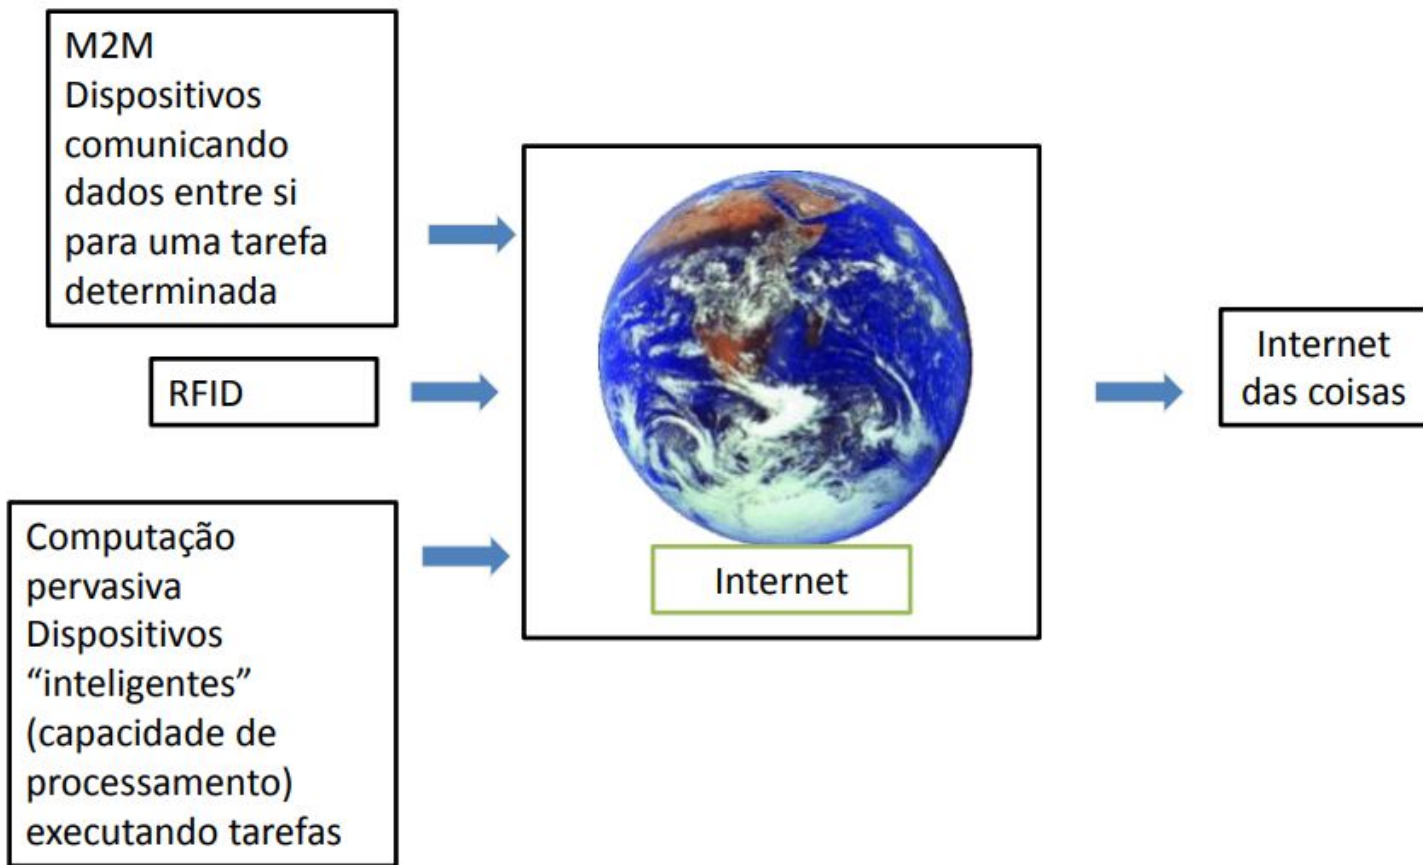 M2M
Dispositivos
comunicando
dados entre si
para uma tarefa
determinada
RFID
Computação
pervasiva
Dispositivos
“inteligentes”
(capacidade de
processamento)
executando tarefas
Internet
Internet
das coisas